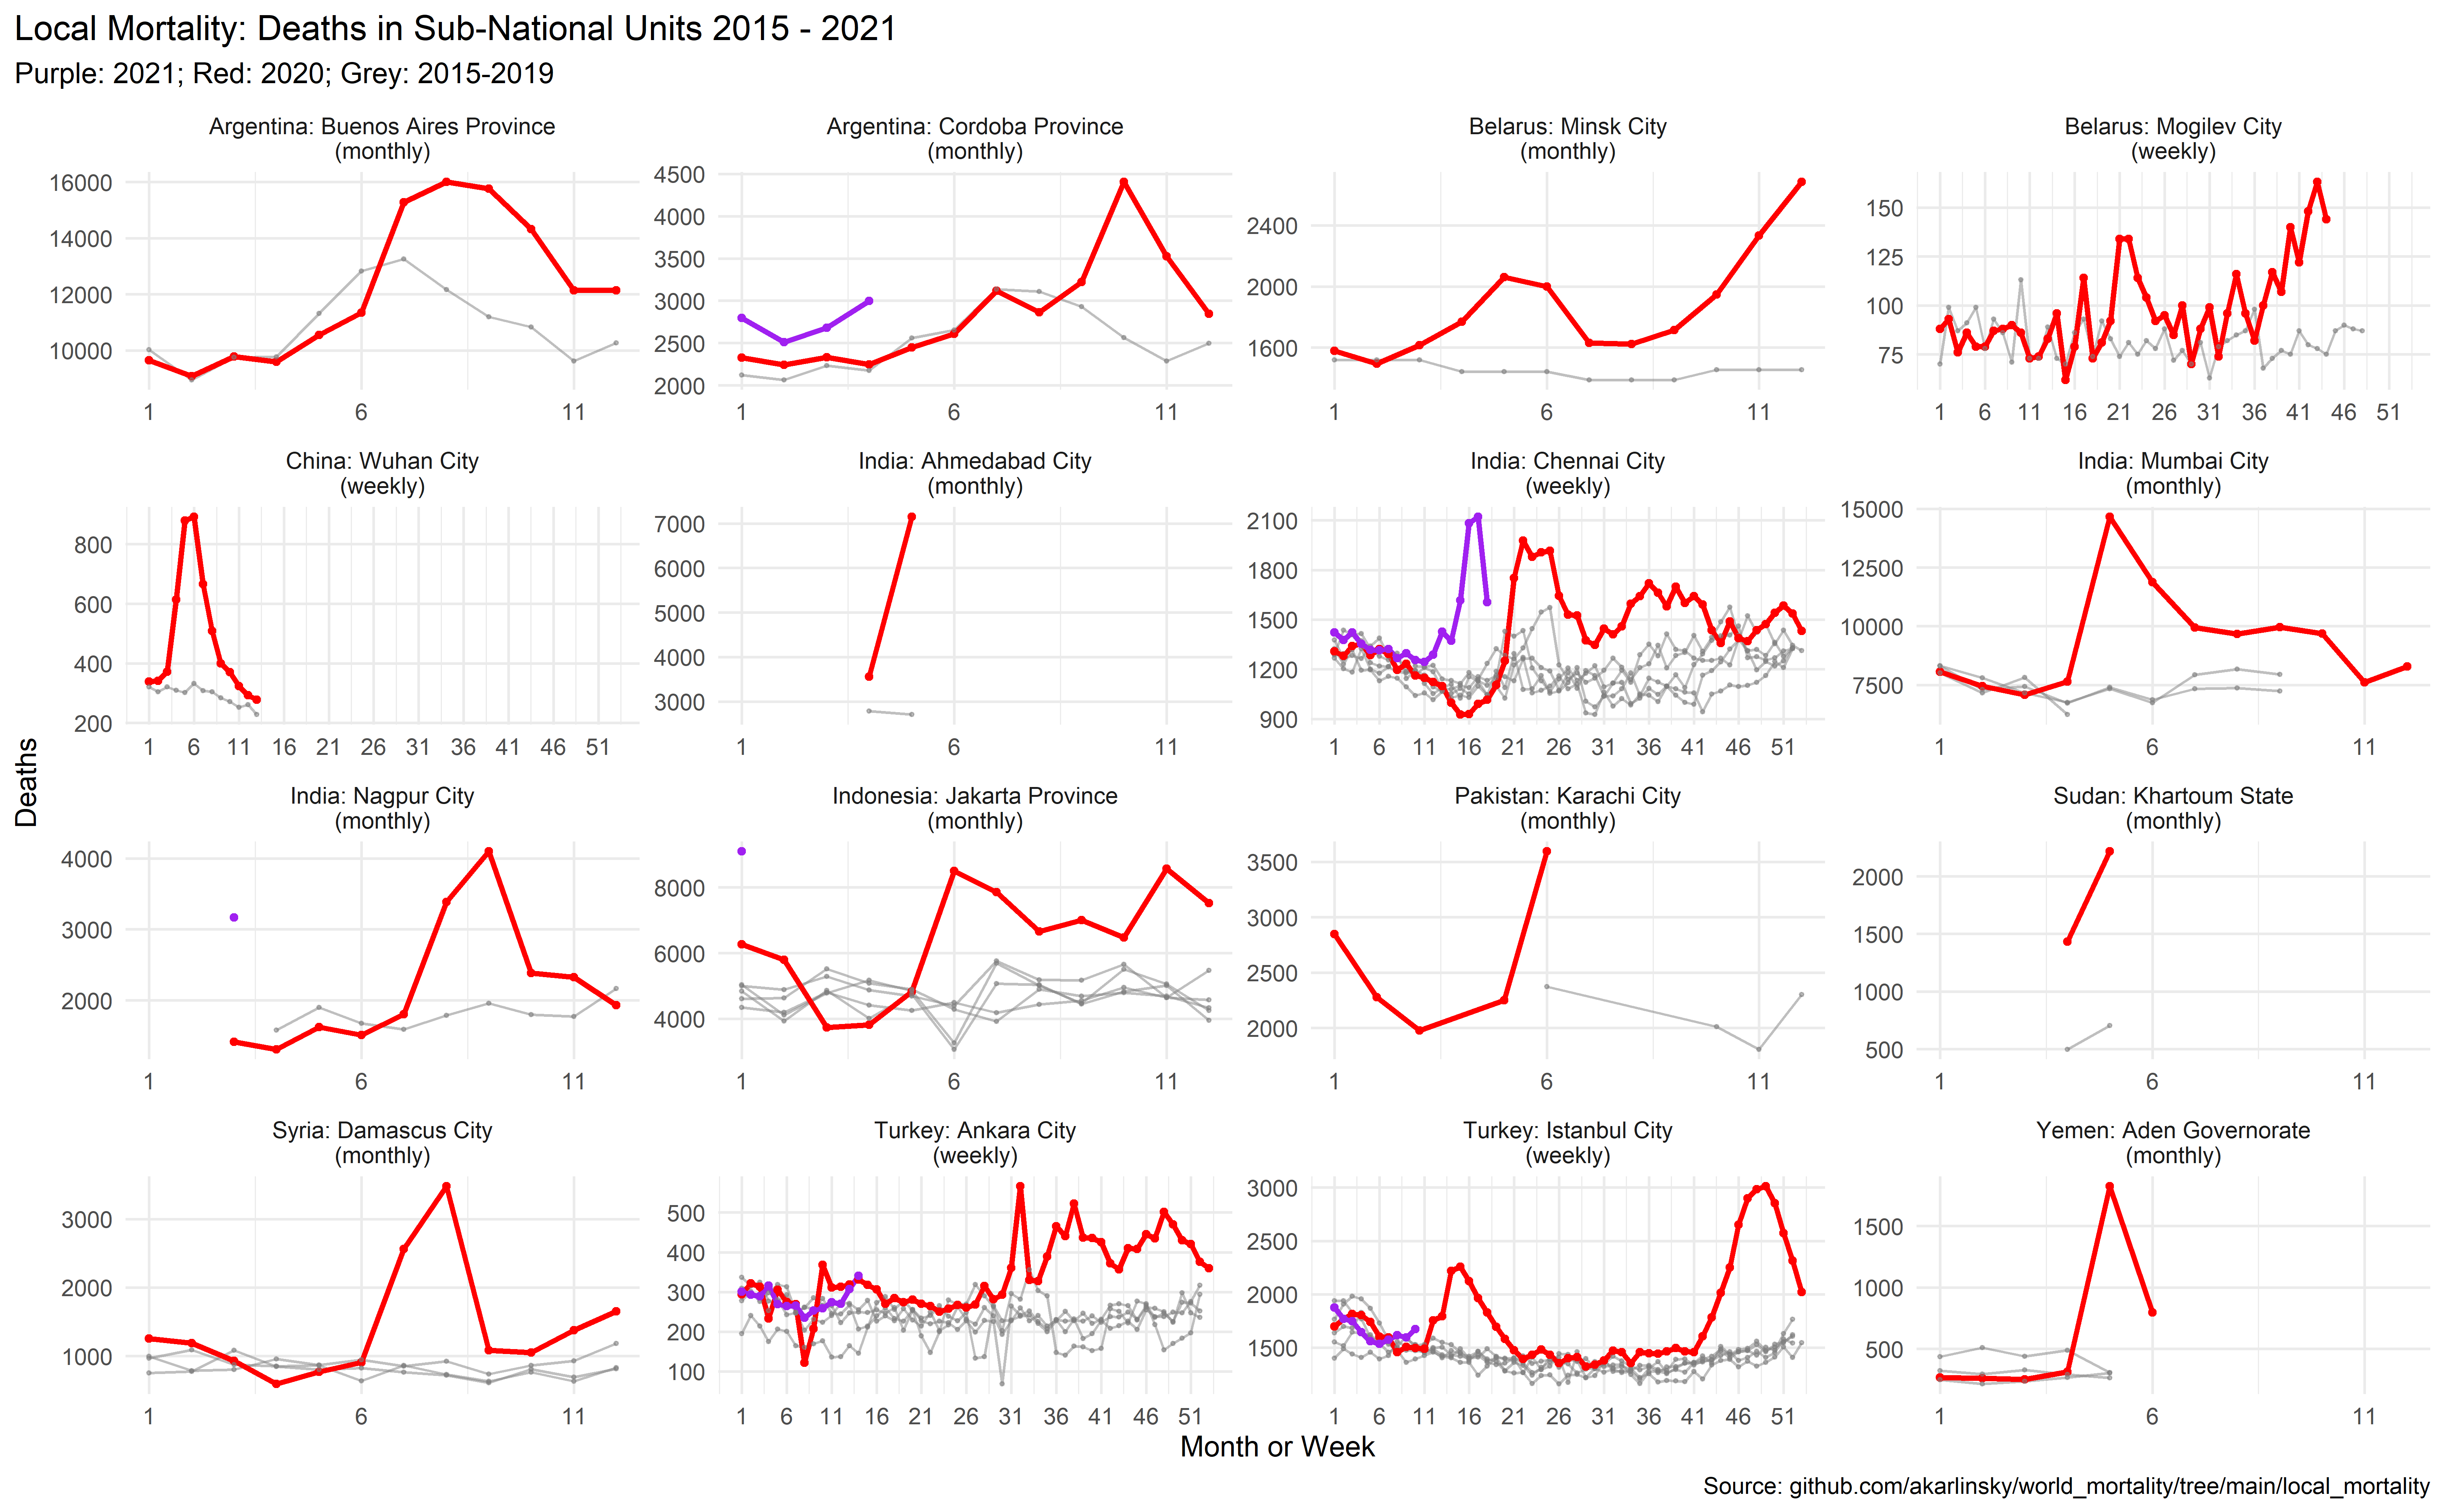 Local Mortality: Deaths in Sub-National Units 2015 - 2021
Purple: 2021; Red: 2020; Grey: 2015-2019
Argentina: Buenos Aires Province
(monthly)
16000
14000
12000
10000
1 6 11
Argentina: Cordoba Province
(monthly)
4500
4000
3500
3000
2500
2000
1 6 11
Belarus: Minsk City
(monthly)
2400
2000
1600
1 6 11
Belarus: Mogilev City
(weekly)
150
125
100
75
1 6 11 16 21 26 31 36 41 46 51
China: Wuhan City
(weekly)
800
600
400
200
1 6 11 16 21 26 31 36 41 46 51
India: Ahmedabad City
(monthly)
7000
6000
5000
4000
3000
1 6 11
India: Chennai City
(weekly)
2100
1800
1500
1200
900
1 6 11 16 21 26 31 36 41 46 51
India: Mumbai City
(monthly)
15000
12500
10000
7500
1 6 11
Deaths
India: Nagpur City
(monthly)
4000
3000
2000
1 6 11
Indonesia: Jakarta Province
(monthly)
8000
6000
4000
1 6 11
Pakistan: Karachi City
(monthly)
3500
3000
2500
2000
1 6 11
Sudan: Khartoum State
(monthly)
2000
1500
1000
500
1 6 11
Syria: Damascus City
(monthly)
3000
2000
1000
1 6 11
Turkey: Ankara City
(weekly)
500
400
300
200
100
1 6 11 16 21 26 31 36 41 46 51
Turkey: Istanbul City
(weekly)
3000
2500
2000
1500
1 6 11 16 21 26 31 36 41 46 51
Yemen: Aden Governorate
(monthly)
1500
1000
500
1 6 11
Month or Week
Source: github.com/akarlinsky/world_mortality/tree/main/local_mortality